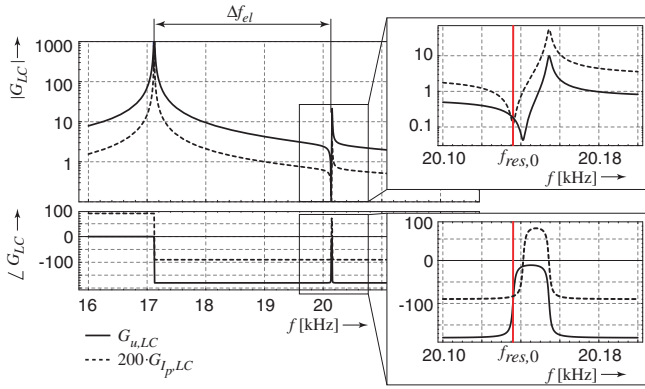 Δf_el
|G_LC|
1000
100
10
1
10
1
0.1
20.10
f_res,0
20.18
f [kHz]
∠ G_LC
100
0
-100
16
17
18
19
20
f [kHz]
100
0
-100
20.10
f_res,0
20.18
f [kHz]
G_u,LC
200·G_Ip,LC